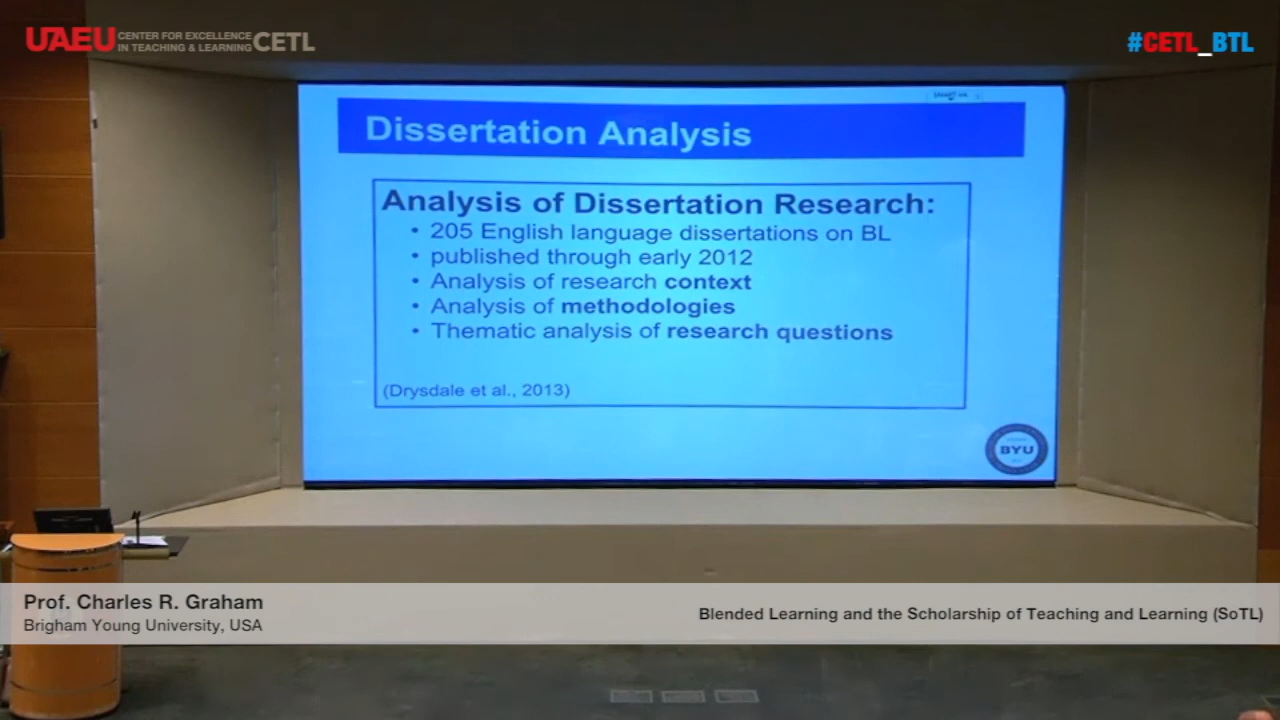 UAEU CENTER FOR EXCELLENCE
IN TEACHING & LEARNING CETL
#CETL_BTL
Dissertation Analysis
Analysis of Dissertation Research:
• 205 English language dissertations on BL
• published through early 2012
• Analysis of research context
• Analysis of methodologies
• Thematic analysis of research questions
(Drysdale et al., 2013)
BYU
Prof. Charles R. Graham
Brigham Young University, USA
Blended Learning and the Scholarship of Teaching and Learning (SoTL)